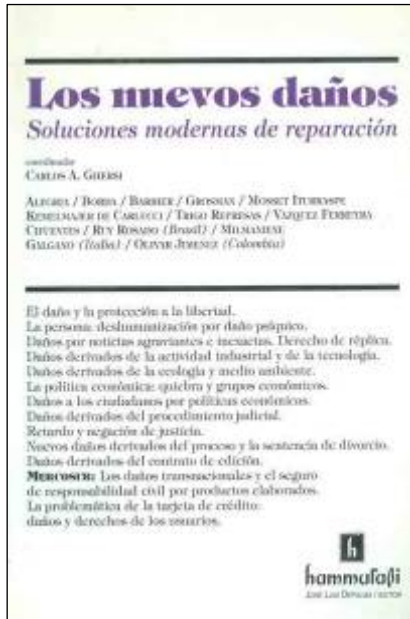 Los nuevos daños
Soluciones modernas de reparación
coordinador
CARLOS A. GHERSI
ALEGRIA / BORDA / BARBIER / GROSMAN / MOSSET ITURRASPE
KEMELMAJER DE CARLUCCI / TRIGO REPRESAS / VAZQUEZ FERREYRA
CIFUENTES / RUY ROSADO (Brasil) / MILMANIENE
GALGANO (Italia) / OLIVAR JIMENEZ (Colombia)
El daño y la protección a la libertad.
La persona: deshumanización por daño psíquico.
Daños por noticias agraviantes e inexactas. Derecho de réplica.
Daños derivados de la actividad industrial y de la tecnología.
Daños derivados de la ecología y medio ambiente.
La política económica: quiebra y grupos económicos.
Daños a los ciudadanos por políticas económicos.
Daños derivados del procedimiento judicial.
Retardo y negación de justicia.
Nuevos daños derivados del proceso y la sentencia de divorcio.
Daños derivados del contrato de edición.
MERCOSUR: Los daños transnacionales y el seguro
de responsabilidad civil por productos elaborados.
La problemática de la tarjeta de crédito:
daños y derechos de los usuarios.
h
hammurabi
JOSE LUIS DEPALMA / EDITOR